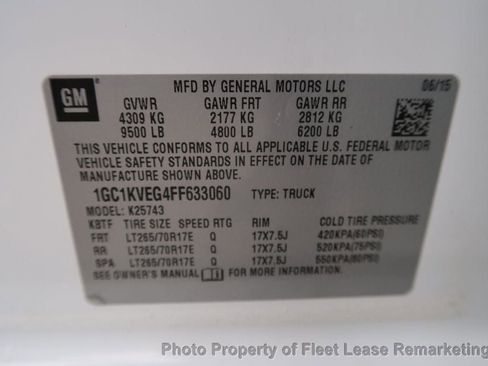 GM
MFD BY GENERAL MOTORS LLC 06/15
GVWR GAWR FRT GAWR RR
4309 KG 2177 KG 2812 KG
9500 LB 4800 LB 6200 LB
THIS VEHICLE CONFORMS TO ALL APPLICABLE U.S. FEDERAL MOTOR
VEHICLE SAFETY STANDARDS IN EFFECT ON THE DATE OF
MANUFACTURE SHOWN ABOVE.
1GC1KVEG4FF633060 TYPE: TRUCK
MODEL: K25743
KBTF TIRE SIZE SPEED RTG RIM COLD TIRE PRESSURE
FRT LT265/70R17E Q 17X7.5J 420KPA(60PSI)
RR LT265/70R17E Q 17X7.5J 520KPA(75PSI)
SPA LT265/70R17E Q 17X7.5J 550KPA(80PSI)
SEE OWNER'S MANUAL FOR MORE INFORMATION.
Photo Property of Fleet Lease Remarketing